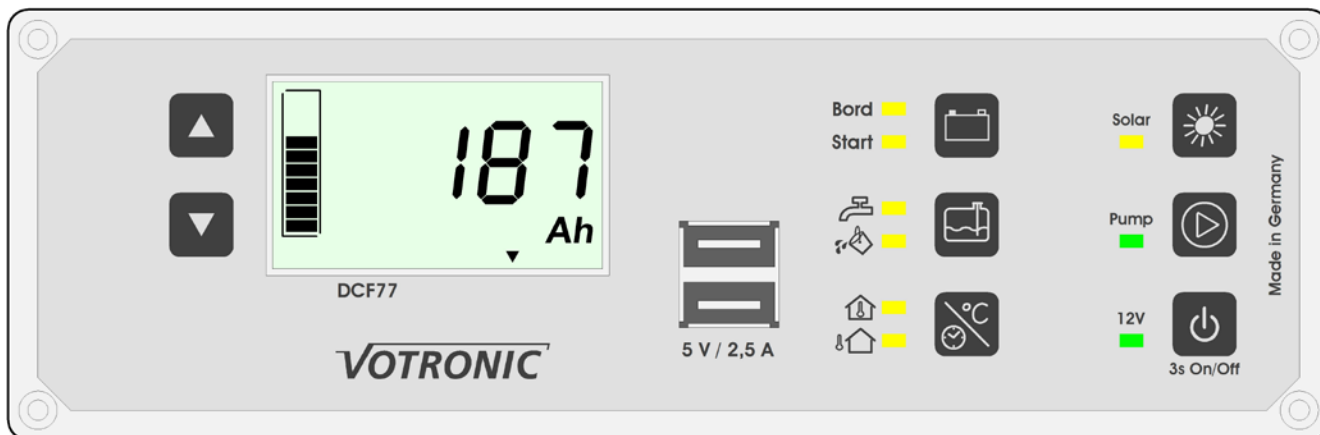 187
Ah
DCF77
VOTRONIC
5 V / 2,5 A
Bord
Start
°C
Solar
Pump
12V
3s On/Off
Made in Germany